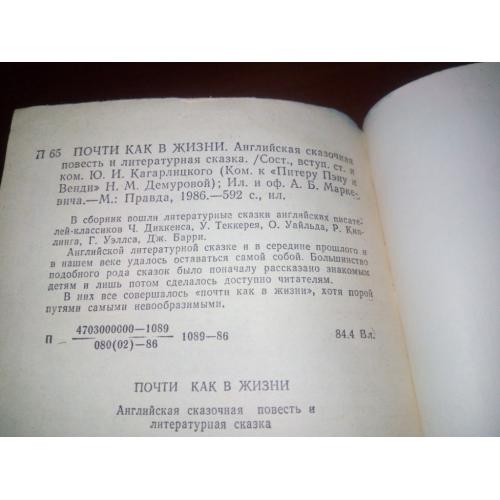 П 65 ПОЧТИ КАК В ЖИЗНИ. Английская сказочная
повесть и литературная сказка. /Сост., вступ. ст. и
ком. Ю. И. Кагарлицкого (Ком. к «Питеру Пэну и
Венди» Н. М. Демуровой); Ил. и оф. А. Б. Марке-
вича.—М.: Правда, 1986.—592 с., ил.
В сборник вошли литературные сказки английских писате-
лей-классиков Ч. Диккенса, У. Теккерея, О. Уайльда, Р. Кип-
линга, Г. Уэллса, Дж. Барри.
Английской литературной сказке и в середине прошлого и
в нашем веке удалось оставаться самой собой. Большинство
подобного рода сказок было поначалу рассказано знакомым
детям и лишь потом сделалось доступно читателям.
В них все совершалось «почти как в жизни», хотя порой
путями самыми невообразимыми.
П 4703000000—1089
080(02)—86 1089—86 84.4 Вл.
ПОЧТИ КАК В ЖИЗНИ
Английская сказочная повесть и
литературная сказка